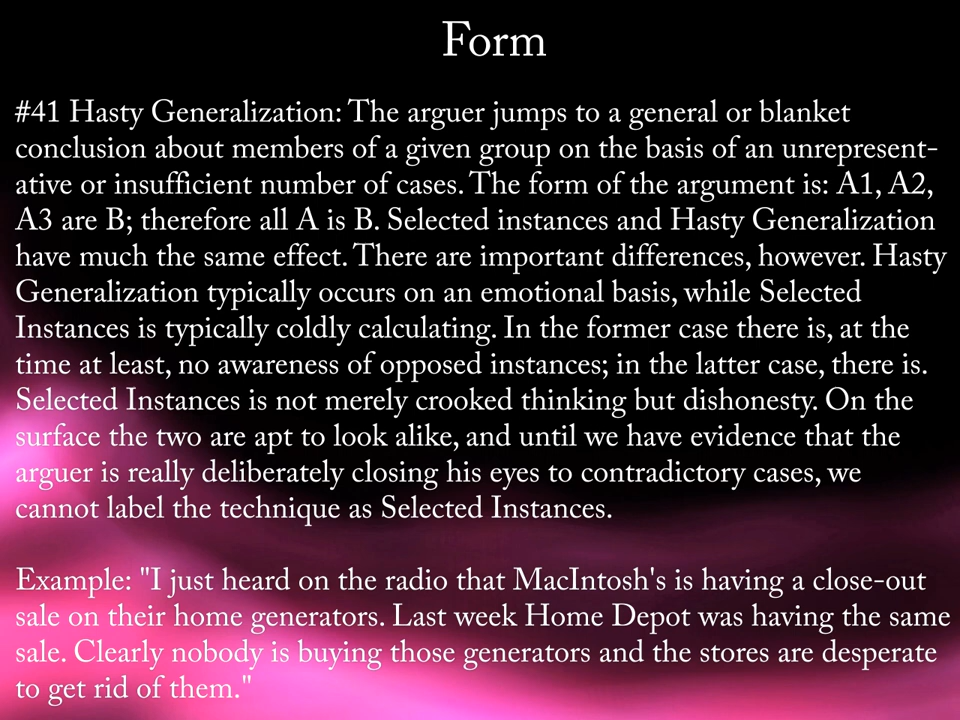 Form
#41 Hasty Generalization: The arguer jumps to a general or blanket
conclusion about members of a given group on the basis of an unrepresent-
ative or insufficient number of cases. The form of the argument is: A1, A2,
A3 are B; therefore all A is B. Selected instances and Hasty Generalization
have much the same effect. There are important differences, however. Hasty
Generalization typically occurs on an emotional basis, while Selected
Instances is typically coldly calculating. In the former case there is, at the
time at least, no awareness of opposed instances; in the latter case, there is.
Selected Instances is not merely crooked thinking but dishonesty. On the
surface the two are apt to look alike, and until we have evidence that the
arguer is really deliberately closing his eyes to contradictory cases, we
cannot label the technique as Selected Instances.
Example: "I just heard on the radio that MacIntosh's is having a close-out
sale on their home generators. Last week Home Depot was having the same
sale. Clearly nobody is buying those generators and the stores are desperate
to get rid of them."